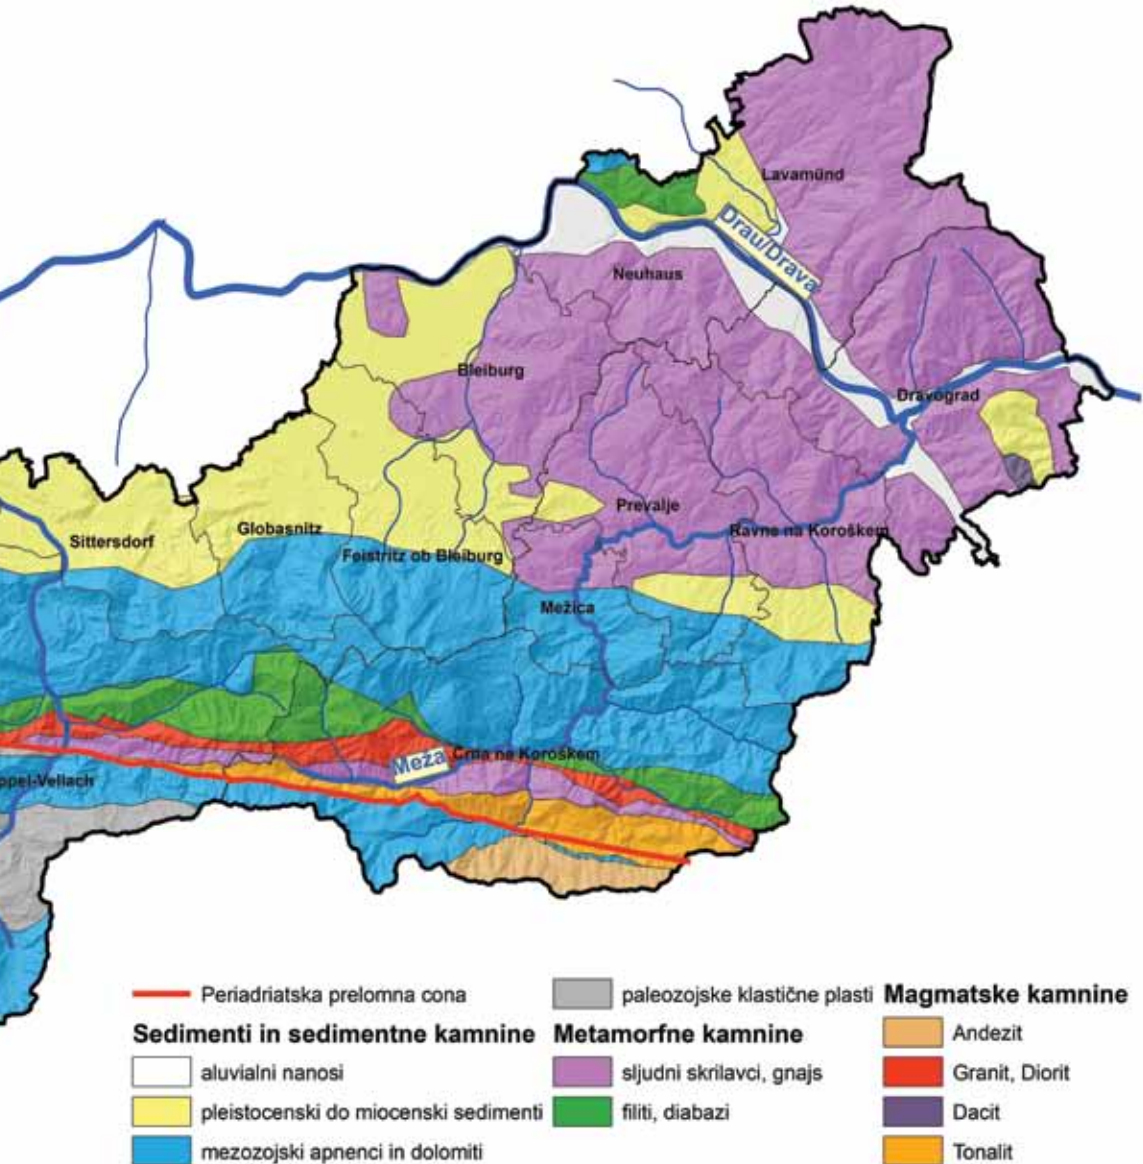 Lavamünd
Drau/Drava
Neuhaus
Bleiburg
Dravograd
Prevalje
Globasnitz
Ravne na Koroškem
Sittersdorf
Feistritz ob Bleiburg
Mežica
Meža
Črna na Koroškem
ppel-Vellach
Periadriatska prelomna cona
Sedimenti in sedimentne kamnine
aluvialni nanosi
pleistocenski do miocenski sedimenti
mezozojski apnenci in dolomiti
paleozojske klastične plasti
Metamorfne kamnine
sljudni skrilavci, gnajs
filiti, diabazi
Magmatske kamnine
Andezit
Granit, Diorit
Dacit
Tonalit